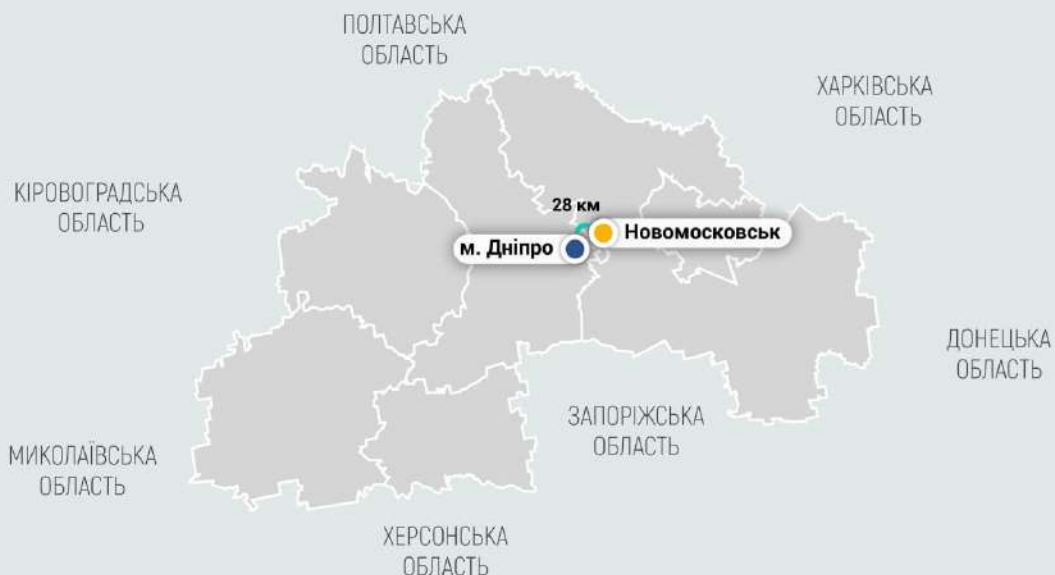 ПОЛТАВСЬКА
ОБЛАСТЬ
ХАРКІВСЬКА
ОБЛАСТЬ
КІРОВОГРАДСЬКА
ОБЛАСТЬ
28 км
Новомосковськ
м. Дніпро
ДОНЕЦЬКА
ОБЛАСТЬ
ЗАПОРІЖСЬКА
ОБЛАСТЬ
МИКОЛАЇВСЬКА
ОБЛАСТЬ
ХЕРСОНСЬКА
ОБЛАСТЬ